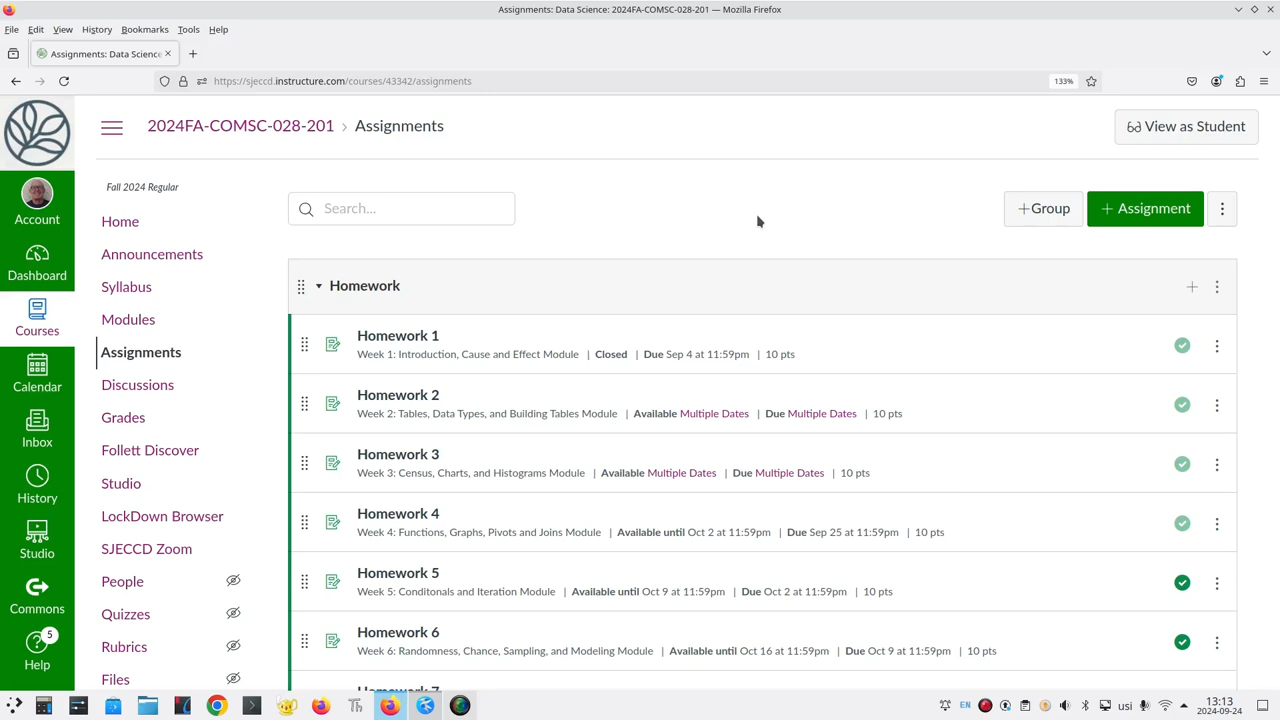 Assignments: Data Science: 2024FA-COMSC-028-201 — Mozilla Firefox
File Edit View History Bookmarks Tools Help
Assignments: Data Science:
https://sjeccd.instructure.com/courses/43342/assignments
133%
2024FA-COMSC-028-201 › Assignments
View as Student
Account
Dashboard
Courses
Calendar
Inbox
History
Studio
Commons
5
Help
Fall 2024 Regular
Home
Announcements
Syllabus
Modules
Assignments
Discussions
Grades
Follett Discover
Studio
LockDown Browser
SJECCD Zoom
People
Quizzes
Rubrics
Files
Search...
+Group
+ Assignment
Homework
Homework 1
Week 1: Introduction, Cause and Effect Module | Closed | Due Sep 4 at 11:59pm | 10 pts
Homework 2
Week 2: Tables, Data Types, and Building Tables Module | Available Multiple Dates | Due Multiple Dates | 10 pts
Homework 3
Week 3: Census, Charts, and Histograms Module | Available Multiple Dates | Due Multiple Dates | 10 pts
Homework 4
Week 4: Functions, Graphs, Pivots and Joins Module | Available until Oct 2 at 11:59pm | Due Sep 25 at 11:59pm | 10 pts
Homework 5
Week 5: Conditonals and Iteration Module | Available until Oct 9 at 11:59pm | Due Oct 2 at 11:59pm | 10 pts
Homework 6
Week 6: Randomness, Chance, Sampling, and Modeling Module | Available until Oct 16 at 11:59pm | Due Oct 9 at 11:59pm | 10 pts
Homework 7
EN
usi
13:13
2024-09-24